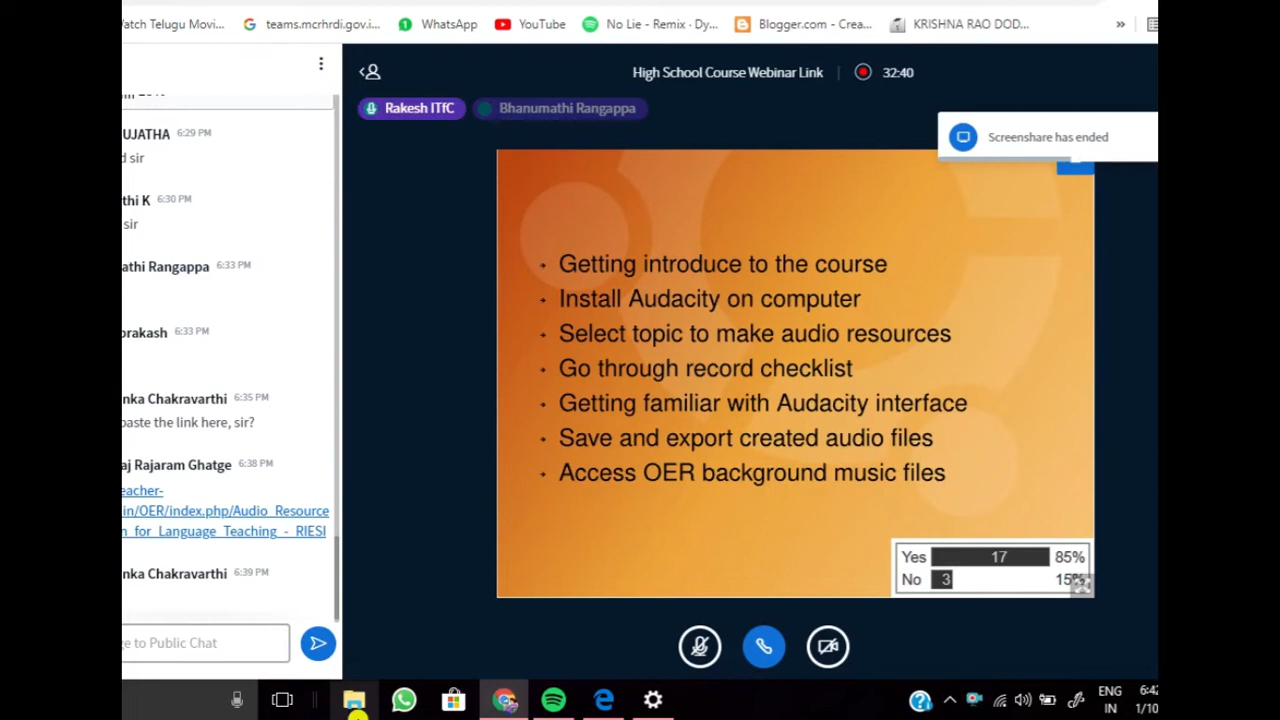 Watch Telugu Movi...
teams.mcrhrdi.gov.i...
WhatsApp
YouTube
No Lie - Remix - Dy...
Blogger.com - Crea...
KRISHNA RAO DOD...
»
High School Course Webinar Link
32:40
Rakesh ITfC
Bhanumathi Rangappa
Screenshare has ended
UJATHA 6:29 PM
d sir
thi K 6:30 PM
sir
athi Rangappa 6:33 PM
prakash 6:33 PM
nka Chakravarthi 6:35 PM
paste the link here, sir?
aj Rajaram Ghatge 6:38 PM
eacher-
in/OER/index.php/Audio_Resource
n_for_Language_Teaching_-_RIESI
nka Chakravarthi 6:39 PM
ge to Public Chat
Getting introduce to the course
Install Audacity on computer
Select topic to make audio resources
Go through record checklist
Getting familiar with Audacity interface
Save and export created audio files
Access OER background music files
Yes 17 85%
No 3 15%
ENG
IN
6:42
1/10